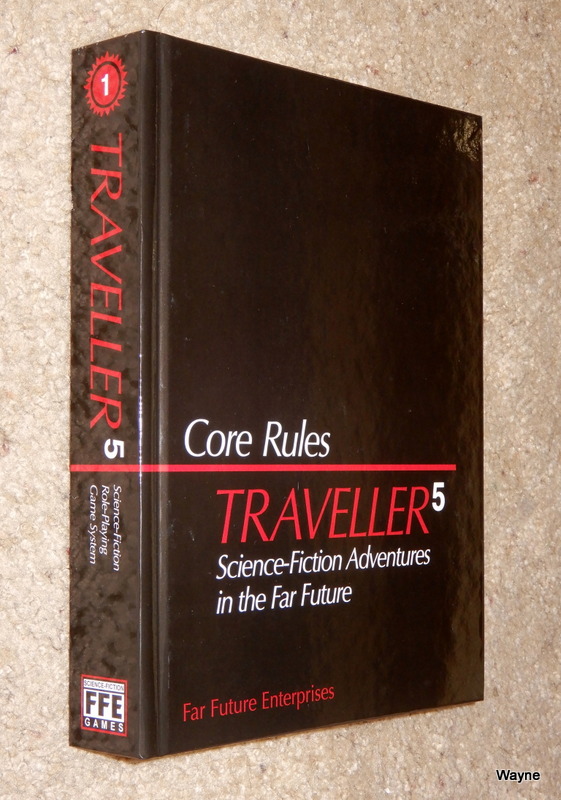 1
TRAVELLER5
Science-Fiction
Role-Playing
Game System
SCIENCE-FICTION
FFE
GAMES
Core Rules
TRAVELLER5
Science-Fiction Adventures
in the Far Future
Far Future Enterprises
Wayne